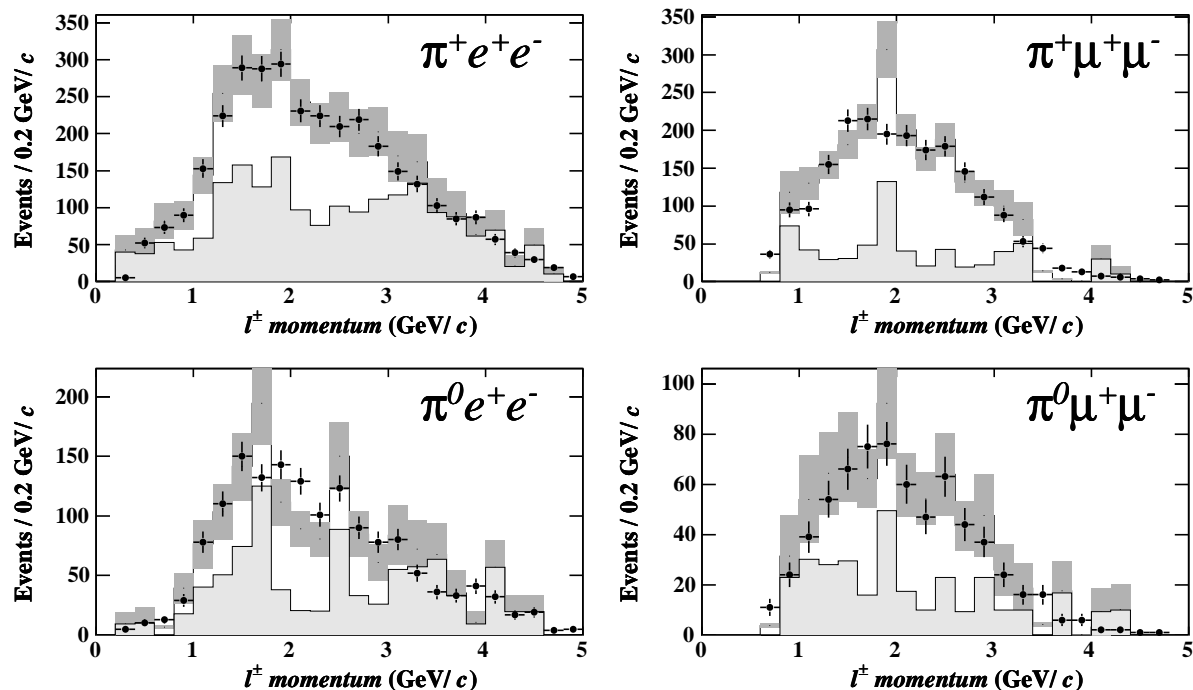 π⁺e⁺e⁻
Events / 0.2 GeV/c
350
300
250
200
150
100
50
0
0 1 2 3 4 5
l± momentum (GeV/c)
π⁺μ⁺μ⁻
Events / 0.2 GeV/c
350
300
250
200
150
100
50
0
0 1 2 3 4 5
l± momentum (GeV/c)
π⁰e⁺e⁻
Events / 0.2 GeV/c
200
150
100
50
0
0 1 2 3 4 5
l± momentum (GeV/c)
π⁰μ⁺μ⁻
Events / 0.2 GeV/c
100
80
60
40
20
0
0 1 2 3 4 5
l± momentum (GeV/c)